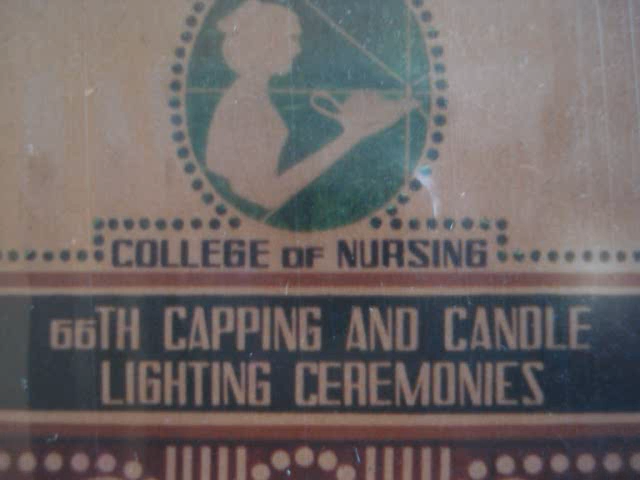 COLLEGE OF NURSING
66TH CAPPING AND CANDLE
LIGHTING CEREMONIES